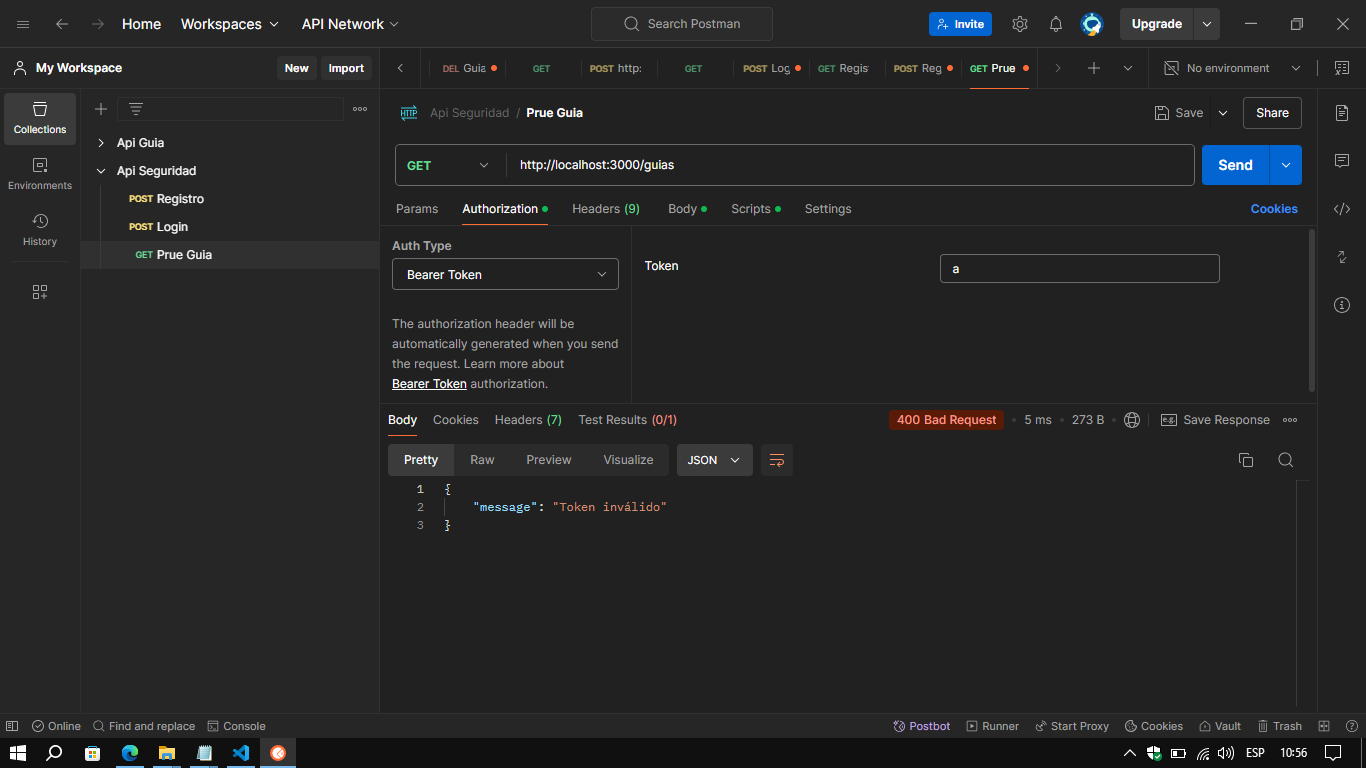 Home Workspaces API Network Search Postman Invite Upgrade
My Workspace New Import DEL Guia GET POST http: GET POST Log GET Regis POST Reg GET Prue No environment
Collections
Environments
History
Api Guia
Api Seguridad
POST Registro
POST Login
GET Prue Guia
HTTP Api Seguridad / Prue Guia Save Share
GET http://localhost:3000/guias Send
Params Authorization Headers (9) Body Scripts Settings Cookies
Auth Type
Bearer Token
The authorization header will be
automatically generated when you send
the request. Learn more about
Bearer Token authorization.
Token a
Body Cookies Headers (7) Test Results (0/1) 400 Bad Request • 5 ms • 273 B • e.g. Save Response
Pretty Raw Preview Visualize JSON
1 {
2 "message": "Token inválido"
3 }
Online Find and replace Console Postbot Runner Start Proxy Cookies Vault Trash
ESP 10:56